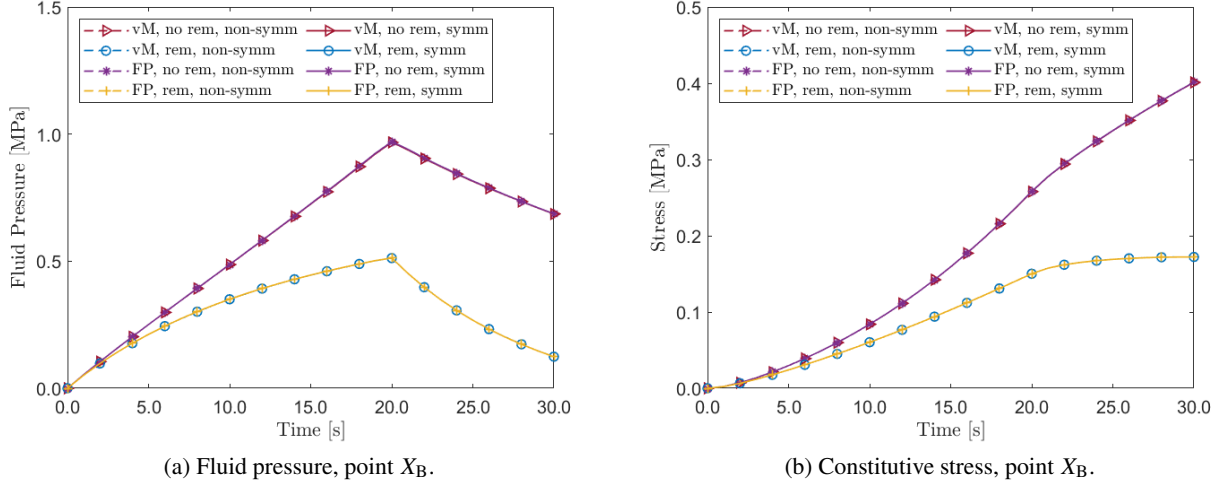 1.5
1.0
0.5
0.0
Fluid Pressure [MPa]
vM, no rem, non-symm
vM, rem, non-symm
FP, no rem, non-symm
FP, rem, non-symm
vM, no rem, symm
vM, rem, symm
FP, no rem, symm
FP, rem, symm
0.0 5.0 10.0 15.0 20.0 25.0 30.0
Time [s]
(a) Fluid pressure, point X_B.
0.5
0.4
0.3
0.2
0.1
0.0
Stress [MPa]
vM, no rem, non-symm
vM, rem, non-symm
FP, no rem, non-symm
FP, rem, non-symm
vM, no rem, symm
vM, rem, symm
FP, no rem, symm
FP, rem, symm
0.0 5.0 10.0 15.0 20.0 25.0 30.0
Time [s]
(b) Constitutive stress, point X_B.